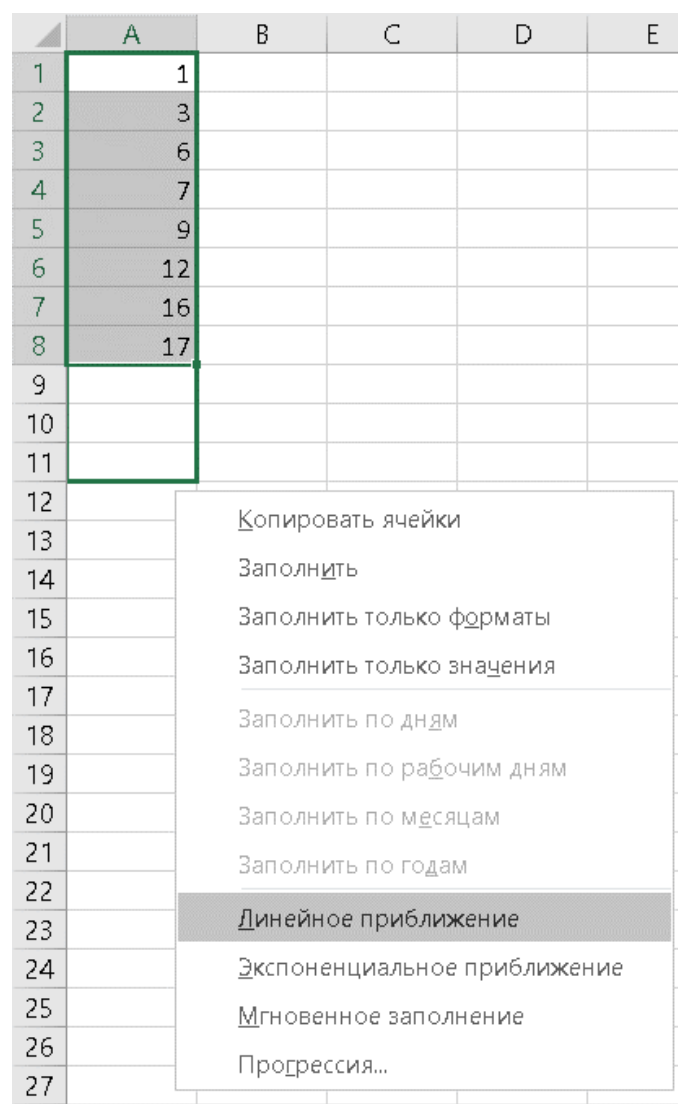 A B C D E
1 1
2 3
3 6
4 7
5 9
6 12
7 16
8 17
9
10
11
12
13
14
15
16
17
18
19
20
21
22
23
24
25
26
27
Копировать ячейки
Заполнить
Заполнить только форматы
Заполнить только значения
Заполнить по дням
Заполнить по рабочим дням
Заполнить по месяцам
Заполнить по годам
Линейное приближение
Экспоненциальное приближение
Мгновенное заполнение
Прогрессия...